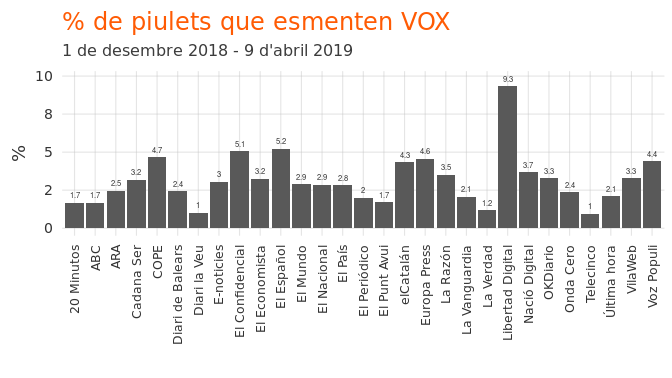 % de piulets que esmenten VOX
1 de desembre 2018 - 9 d'abril 2019
%
10
8
5
2
0
1.7
1.7
2.5
3.2
4.7
2.4
1
3
5.1
3.2
5.2
2.9
2.9
2.8
2
1.7
4.3
4.6
3.5
2.1
1.2
9.3
3.7
3.3
2.4
1
2.1
3.3
4.4
20 Minutos
ABC
ARA
Cadana Ser
COPE
Diari de Balears
Diari la Veu
E-noticies
El Confidencial
El Economista
El Español
El Mundo
El Nacional
El País
El Periódico
El Punt Avui
elCatalán
Europa Press
La Razón
La Vanguardia
La Verdad
Libertad Digital
Nació Digital
OKDiario
Onda Cero
Telecinco
Última hora
VilaWeb
Voz Populi